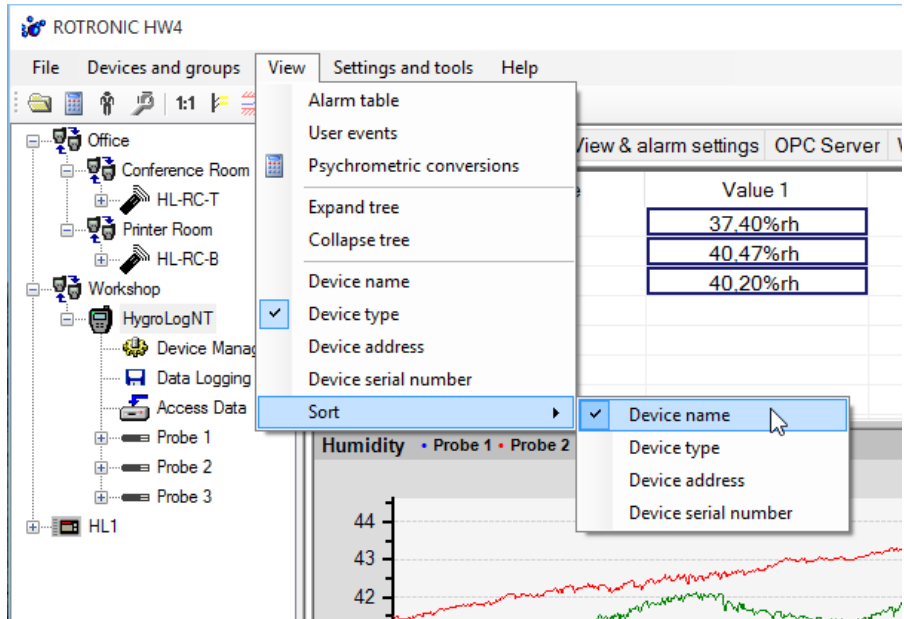 ROTRONIC HW4
File Devices and groups View Settings and tools Help
1:1
Office
Conference Room
HL-RC-T
Printer Room
HL-RC-B
Workshop
HygroLogNT
Device Manag
Data Logging
Access Data
Probe 1
Probe 2
Probe 3
HL1
Alarm table
User events
Psychrometric conversions
Expand tree
Collapse tree
Device name
Device type
Device address
Device serial number
Sort
Device name
Device type
Device address
Device serial number
View & alarm settings OPC Server
Value 1
37,40%rh
40,47%rh
40,20%rh
Humidity • Probe 1 • Probe 2
44
43
42